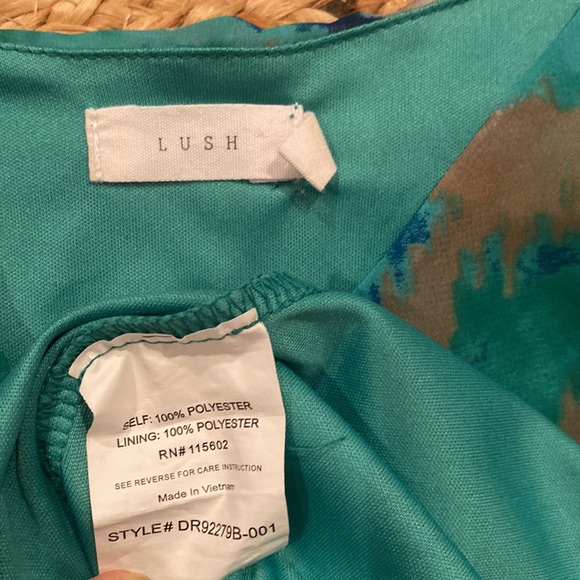 LUSH
SELF: 100% POLYESTER
LINING: 100% POLYESTER
RN# 115602
SEE REVERSE FOR CARE INSTRUCTION
Made in Vietnam
STYLE# DR92279B-001